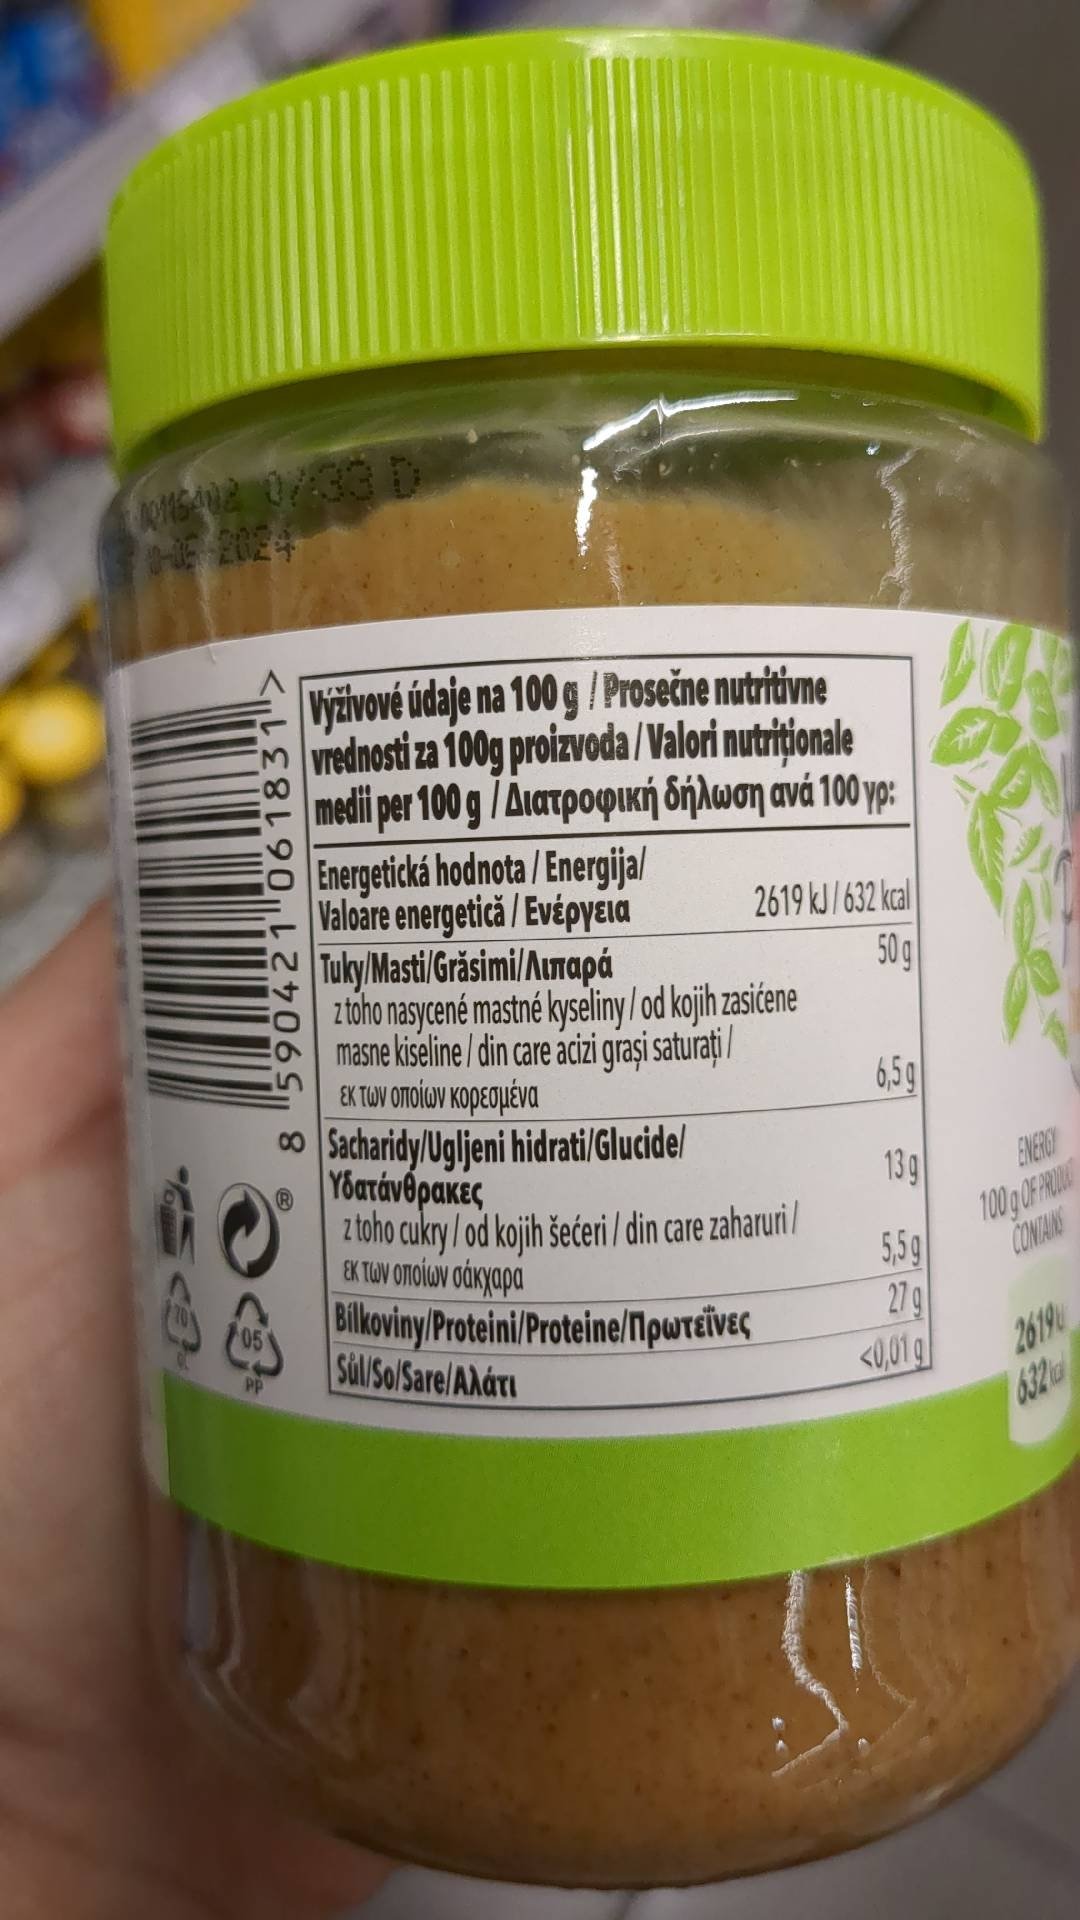 07:33 D
2024
Výživové údaje na 100 g / Prosečne nutritivne
vrednosti za 100g proizvoda / Valori nutriționale
medii per 100 g / Διατροφική δήλωση ανά 100 γρ:
Energetická hodnota / Energija/
Valoare energetică / Ενέργεια 2619 kJ / 632 kcal
Tuky/Masti/Grăsimi/Λιπαρά 50 g
z toho nasycené mastné kyseliny / od kojih zasićene
masne kiseline / din care acizi grași saturați /
εκ των οποίων κορεσμένα 6,5 g
Sacharidy/Ugljeni hidrati/Glucide/
Υδατάνθρακες 13 g
z toho cukry / od kojih šećeri / din care zaharuri /
εκ των οποίων σάκχαρα 5,5 g
Bílkoviny/Proteini/Proteine/Πρωτεΐνες 27 g
Sůl/So/Sare/Αλάτι <0,01 g
8 590421 061831 >
®
70
GL
05
PP
ENERGY
100 g OF PRODUCT
CONTAINS
2619 kJ
632 kcal